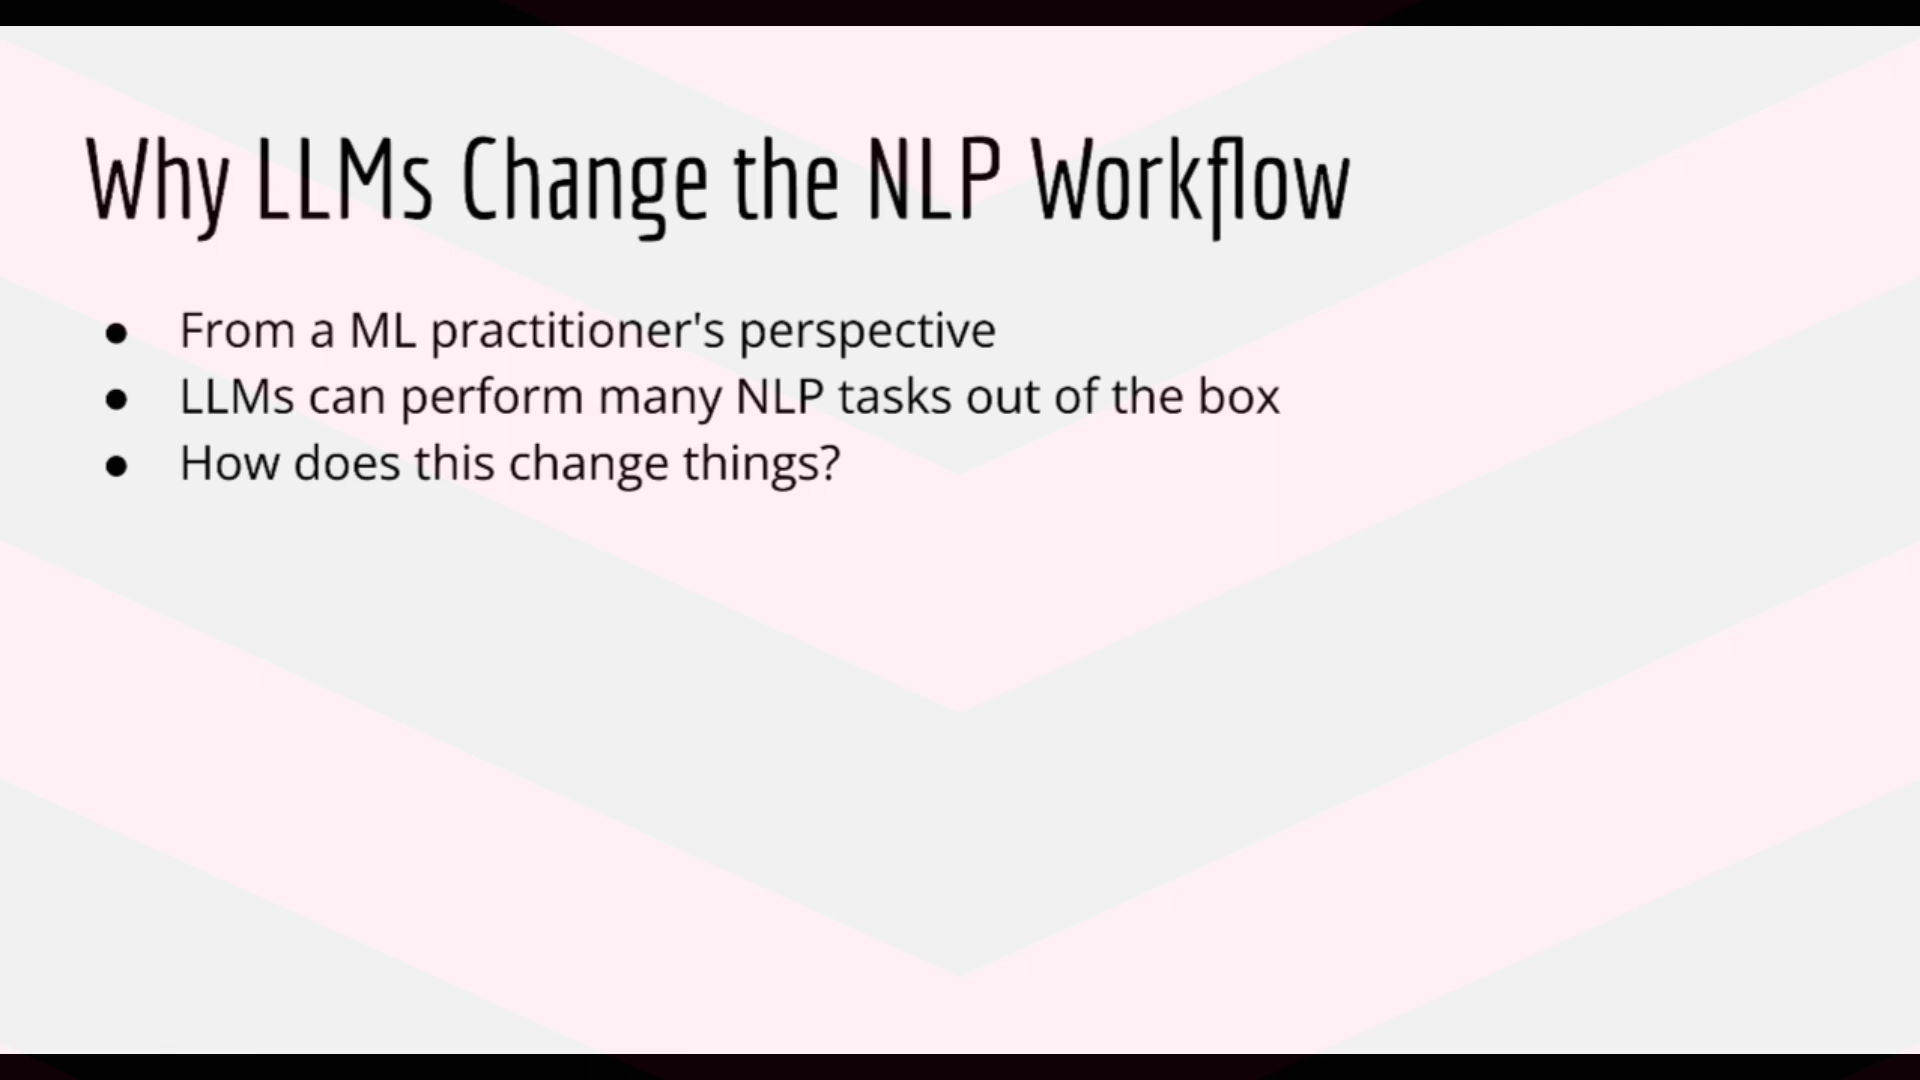 Why LLMs Change the NLP Workflow
● From a ML practitioner's perspective
● LLMs can perform many NLP tasks out of the box
● How does this change things?